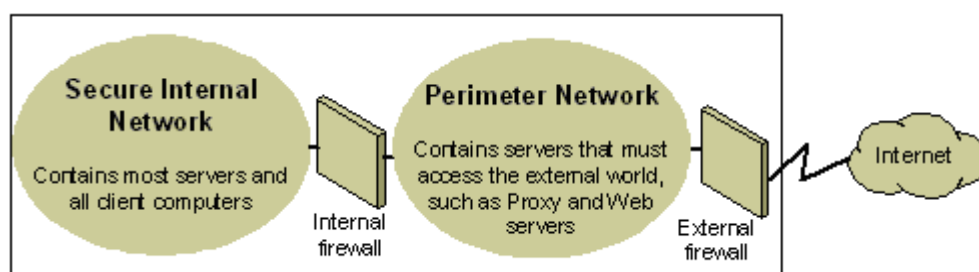 Secure Internal
Network
Contains most servers and
all client computers
Internal
firewall
Perimeter Network
Contains servers that must
access the external world,
such as Proxy and Web
servers
External
firewall
Internet